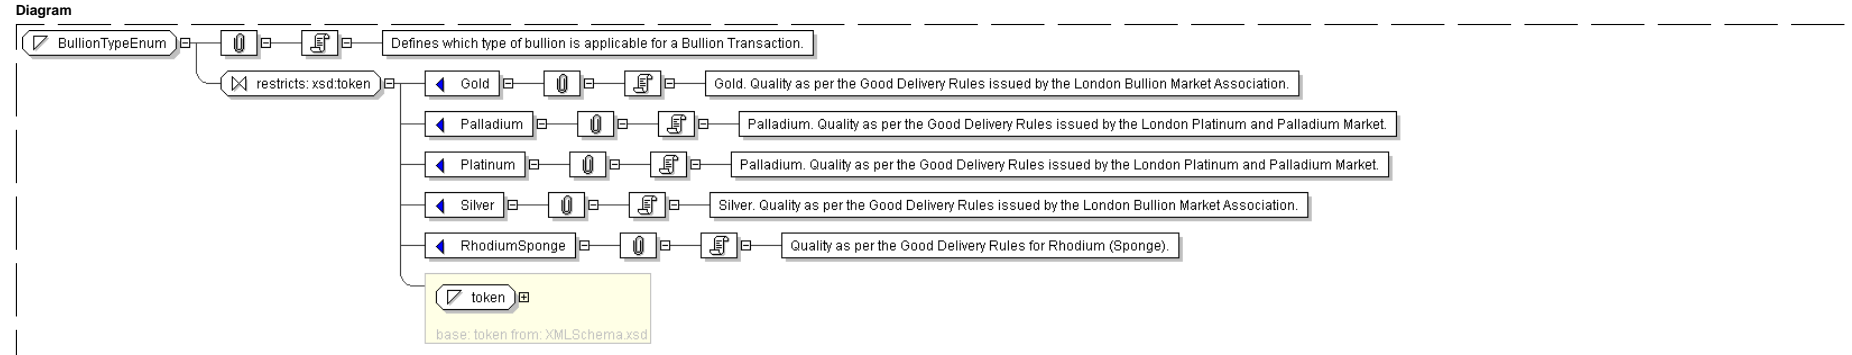 Diagram
BullionTypeEnum Defines which type of bullion is applicable for a Bullion Transaction.
restricts: xsd:token Gold Gold. Quality as per the Good Delivery Rules issued by the London Bullion Market Association.
Palladium Palladium. Quality as per the Good Delivery Rules issued by the London Platinum and Palladium Market.
Platinum Palladium. Quality as per the Good Delivery Rules issued by the London Platinum and Palladium Market.
Silver Silver. Quality as per the Good Delivery Rules issued by the London Bullion Market Association.
RhodiumSponge Quality as per the Good Delivery Rules for Rhodium (Sponge).
token
base: token from: XMLSchema.xsd